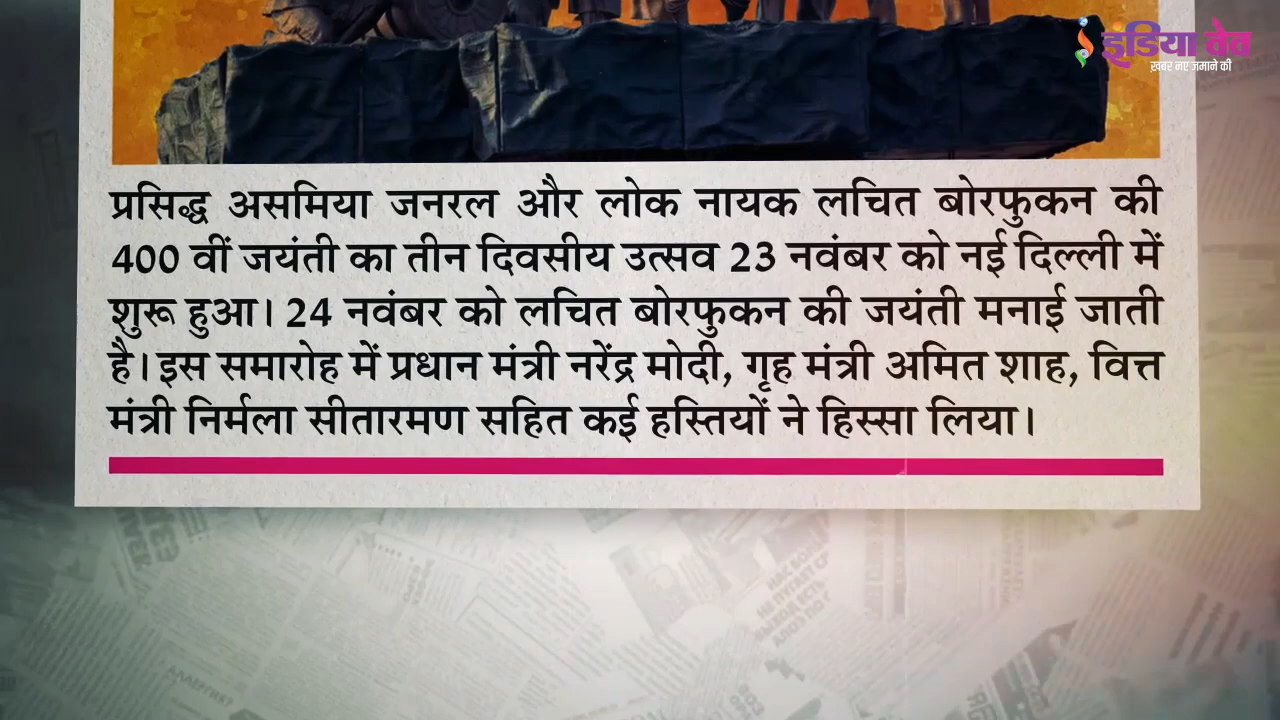 इंडिया तेव
ख़बर नए ज़माने की
प्रसिद्ध असमिया जनरल और लोक नायक लचित बोरफुकन की
400 वीं जयंती का तीन दिवसीय उत्सव 23 नवंबर को नई दिल्ली में
शुरू हुआ। 24 नवंबर को लचित बोरफुकन की जयंती मनाई जाती
है। इस समारोह में प्रधान मंत्री नरेंद्र मोदी, गृह मंत्री अमित शाह, वित्त
मंत्री निर्मला सीतारमण सहित कई हस्तियों ने हिस्सा लिया।